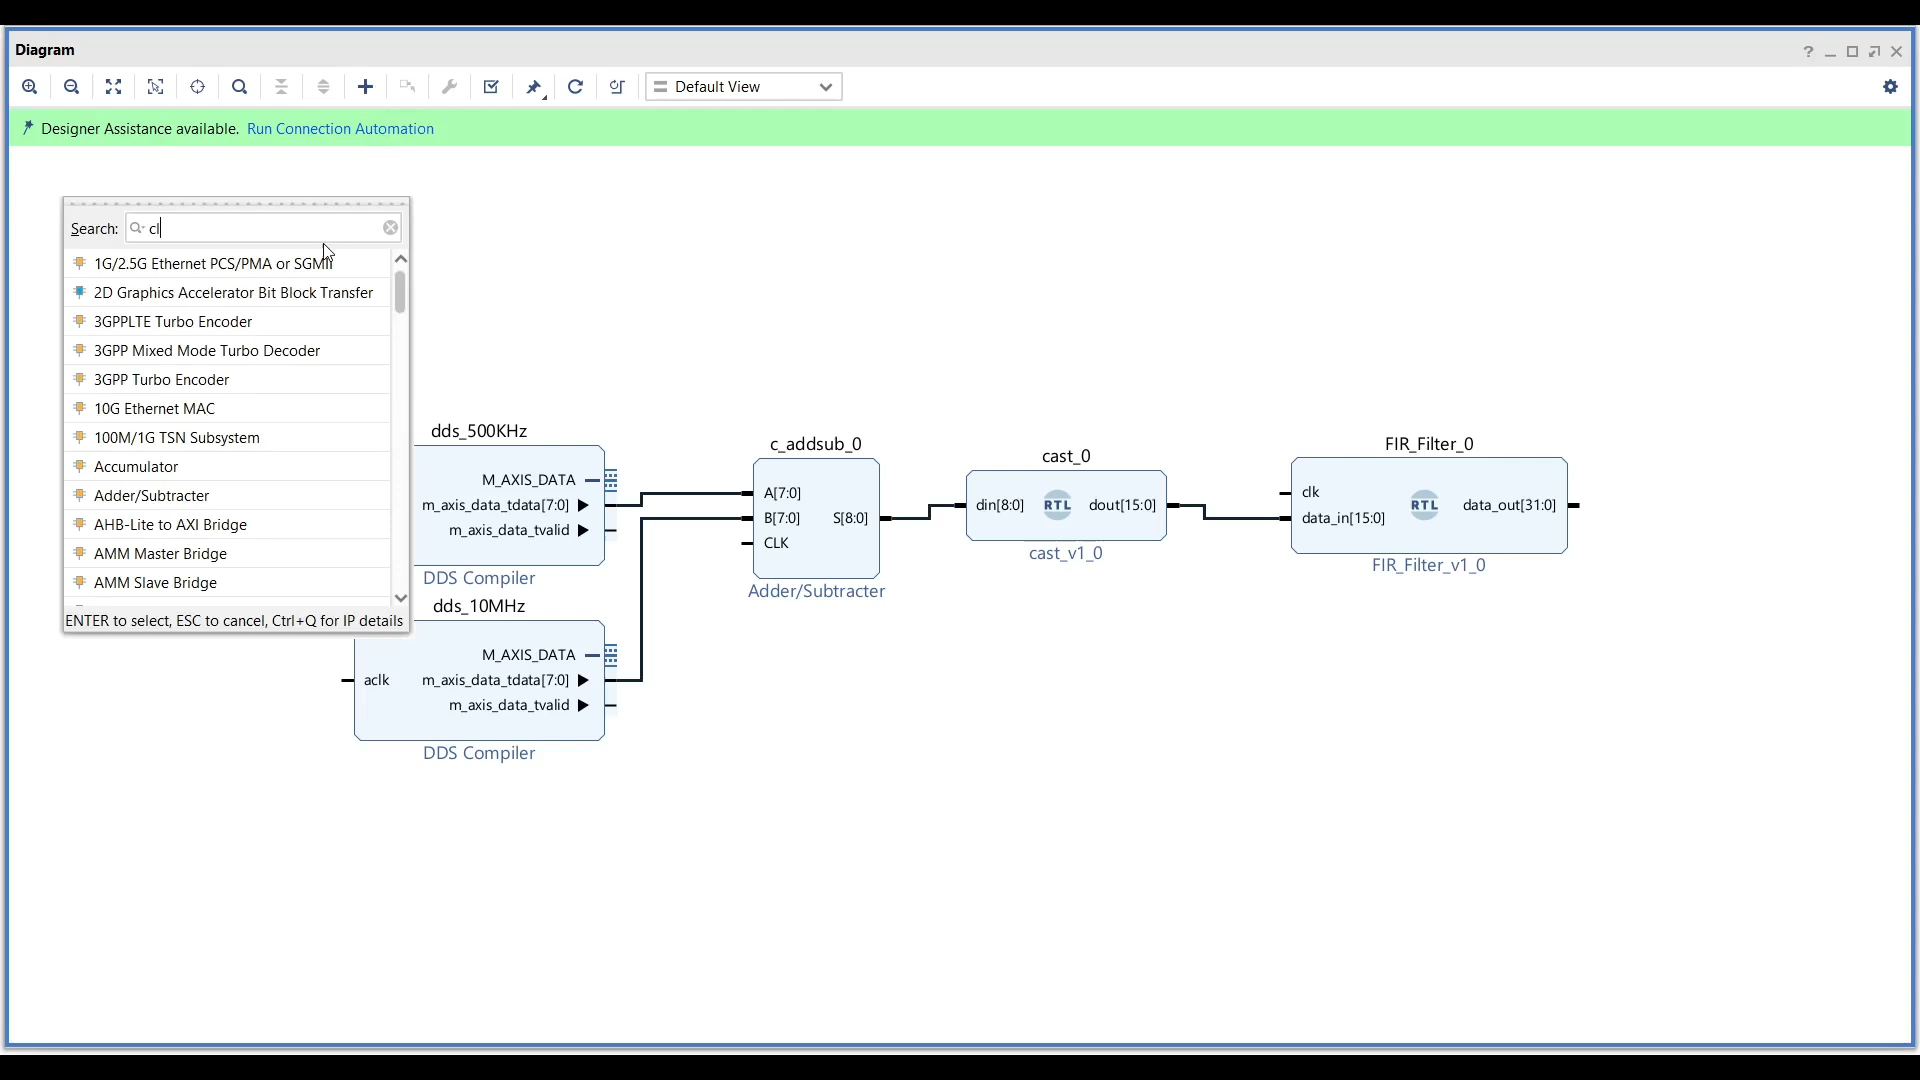 Diagram
Default View
Designer Assistance available. Run Connection Automation
Search: cl
1G/2.5G Ethernet PCS/PMA or SGMII
2D Graphics Accelerator Bit Block Transfer
3GPPLTE Turbo Encoder
3GPP Mixed Mode Turbo Decoder
3GPP Turbo Encoder
10G Ethernet MAC
100M/1G TSN Subsystem
Accumulator
Adder/Subtracter
AHB-Lite to AXI Bridge
AMM Master Bridge
AMM Slave Bridge
ENTER to select, ESC to cancel, Ctrl+Q for IP details
dds_500KHz
M_AXIS_DATA
m_axis_data_tdata[7:0]
m_axis_data_tvalid
DDS Compiler
dds_10MHz
M_AXIS_DATA
aclk m_axis_data_tdata[7:0]
m_axis_data_tvalid
DDS Compiler
c_addsub_0
A[7:0]
B[7:0] S[8:0]
CLK
Adder/Subtracter
cast_0
din[8:0] RTL dout[15:0]
cast_v1_0
FIR_Filter_0
clk
RTL data_out[31:0]
data_in[15:0]
FIR_Filter_v1_0